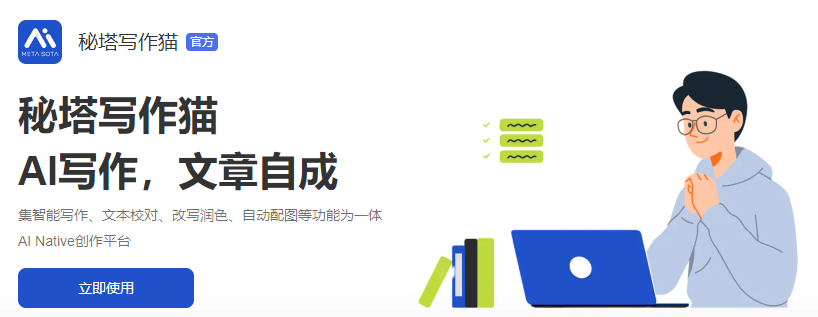 META SOTA
秘塔写作猫 官方
秘塔写作猫
AI写作，文章自成
集智能写作、文本校对、改写润色、自动配图等功能为一体
AI Native创作平台
立即使用